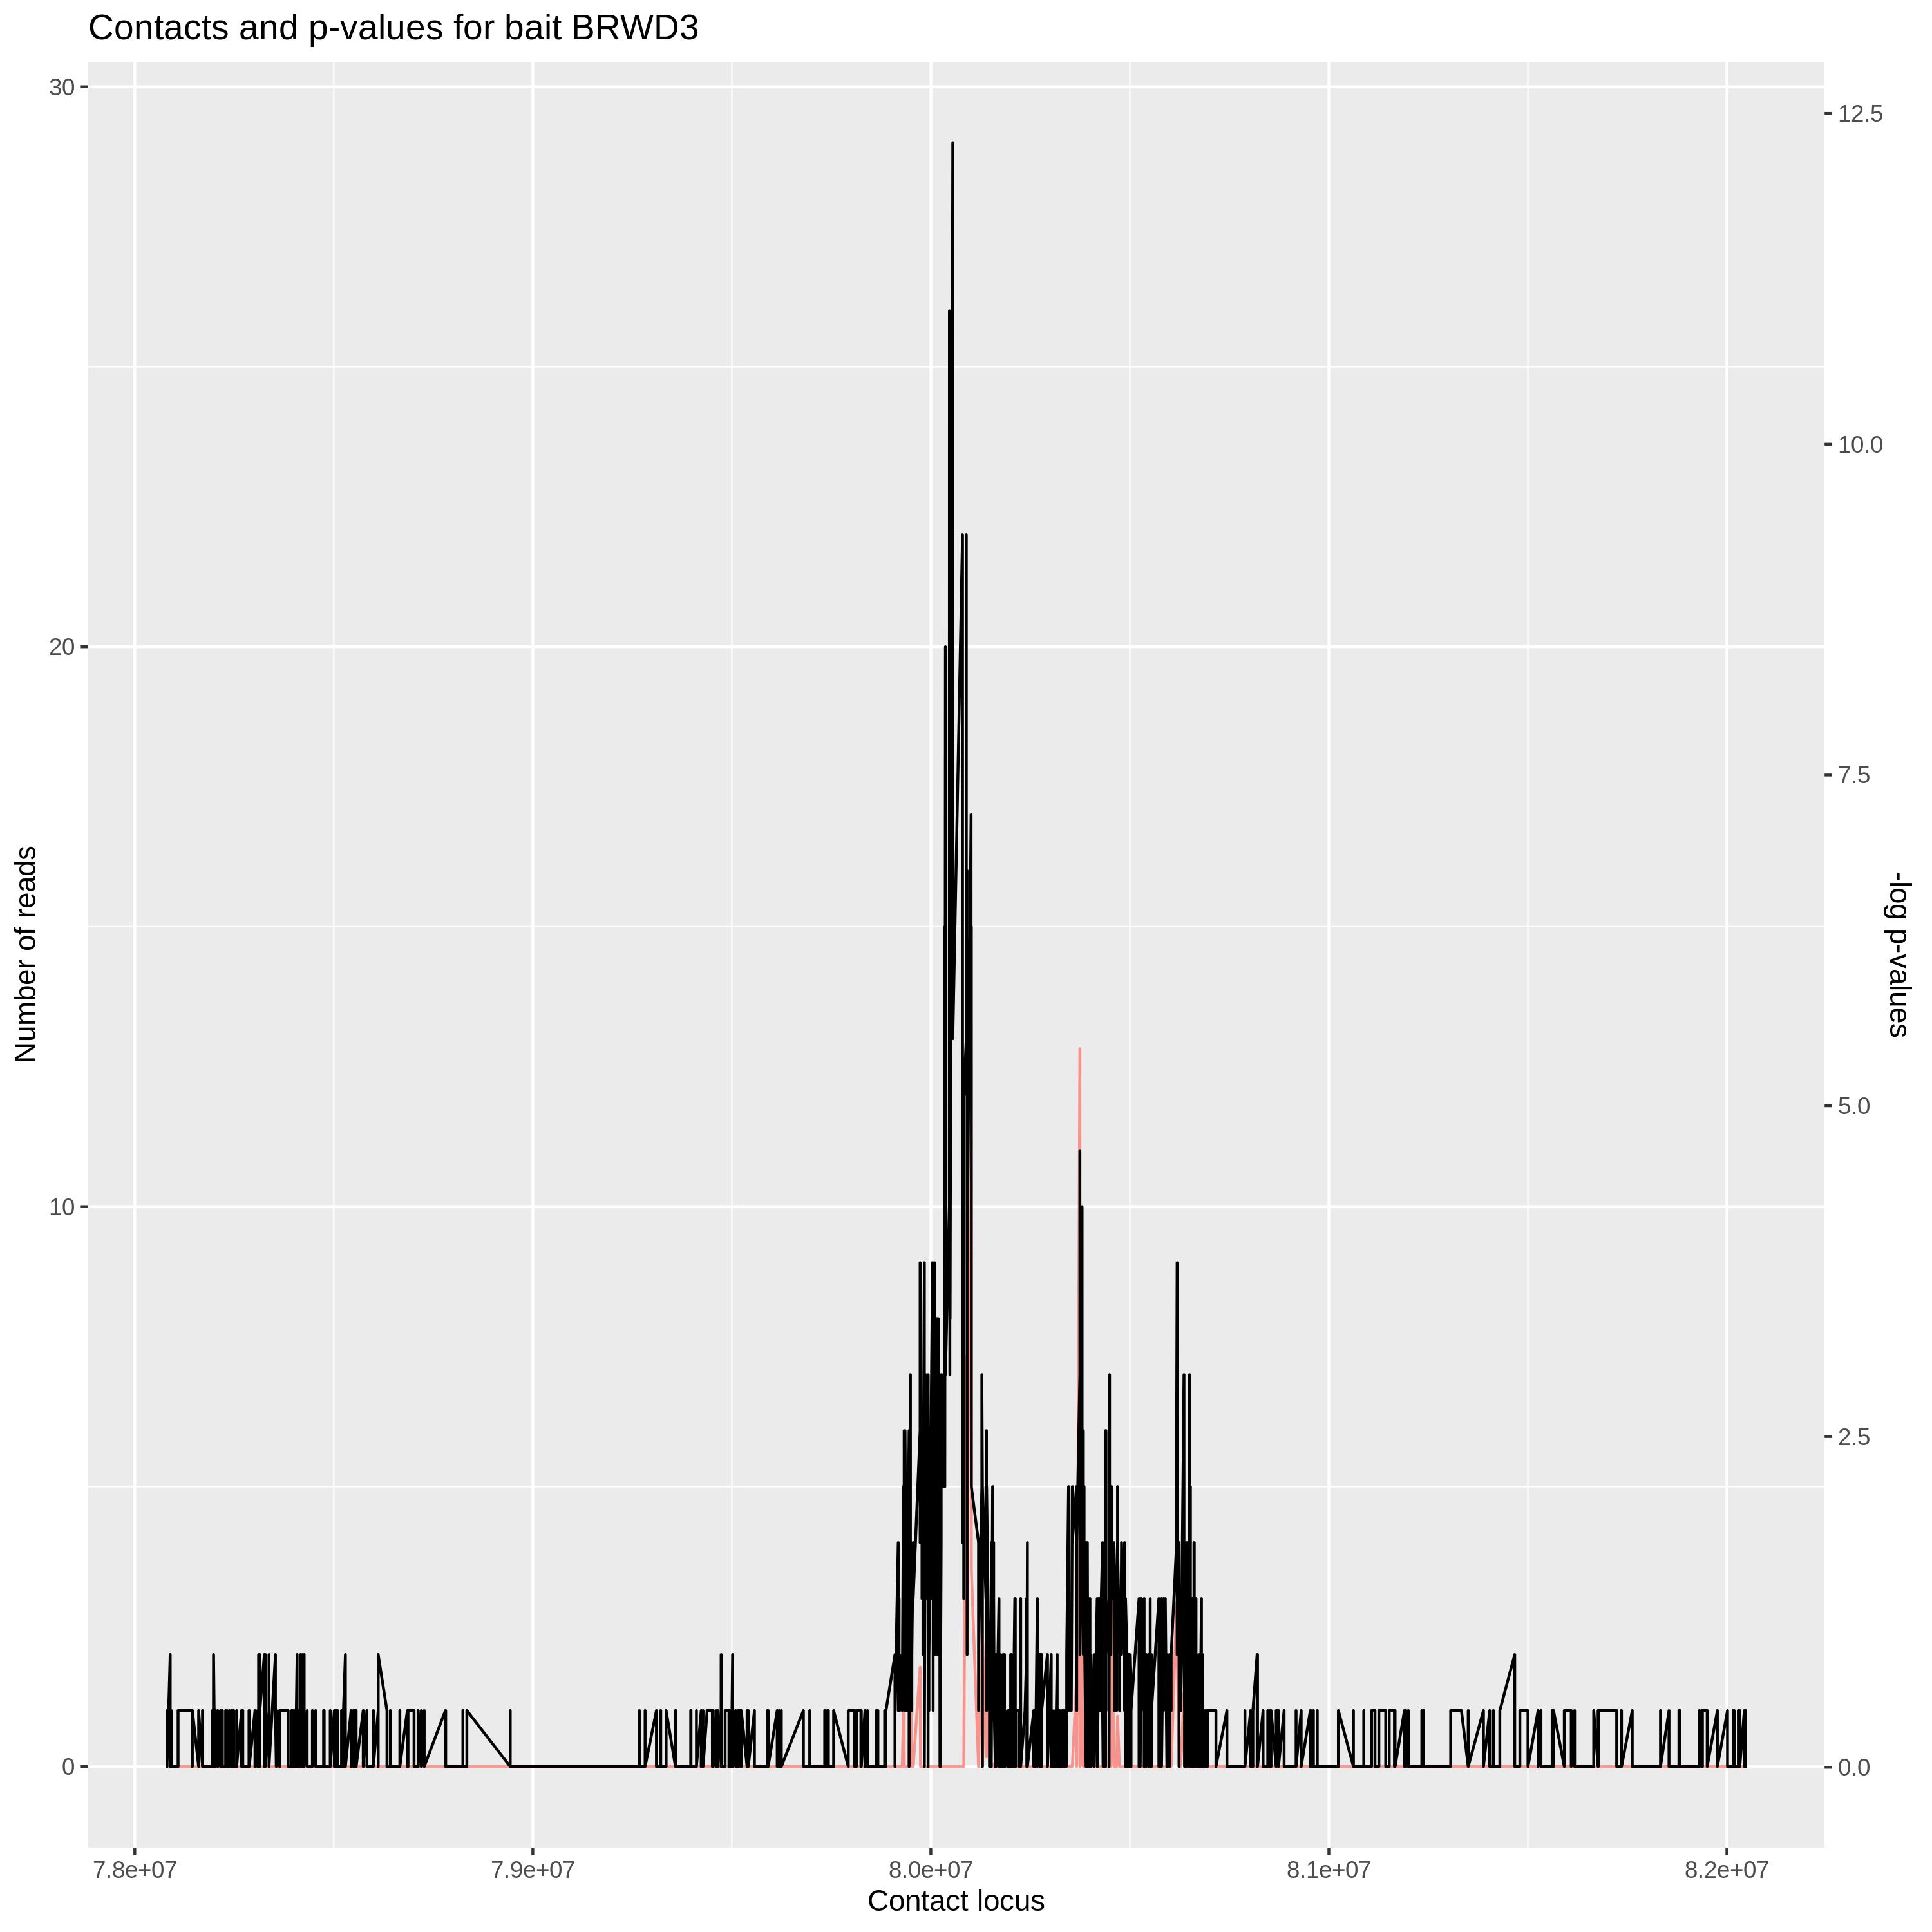 Contacts and p-values for bait BRWD3
30
20
10
0
12.5
10.0
7.5
5.0
2.5
0.0
Number of reads
-log p-values
7.8e+07
7.9e+07
8.0e+07
8.1e+07
8.2e+07
Contact locus